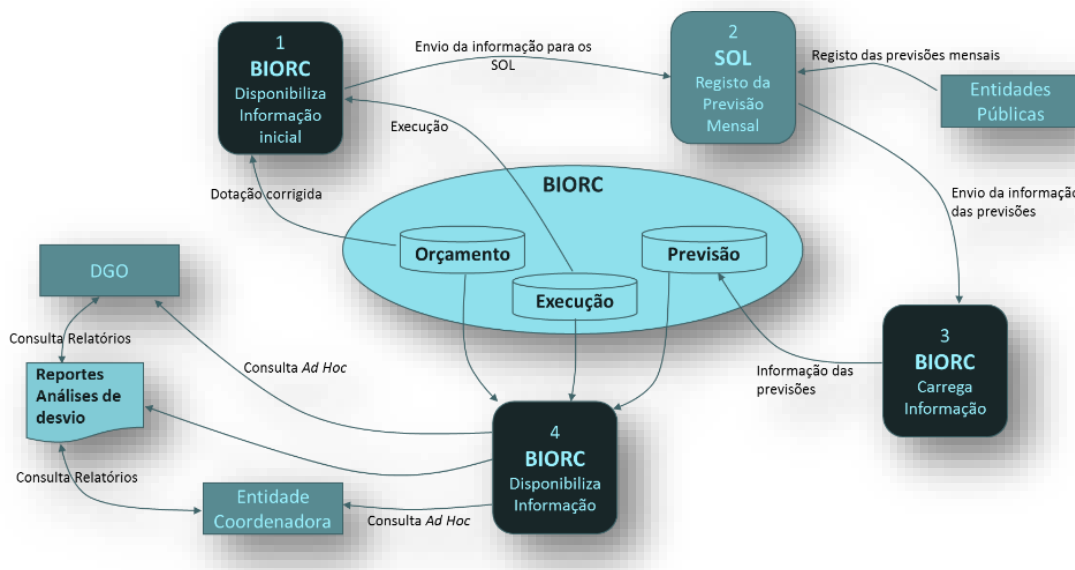 1
BIORC
Disponibiliza
Informação
inicial
Envio da informação para os
SOL
2
SOL
Registo da
Previsão
Mensal
Registo das previsões mensais
Entidades
Públicas
Execução
Dotação corrigida
BIORC
Orçamento
Execução
Previsão
Envio da informação
das previsões
DGO
Consulta Relatórios
Reportes
Análises de
desvio
Consulta Ad Hoc
Informação das
previsões
3
BIORC
Carrega
Informação
4
BIORC
Disponibiliza
Informação
Consulta Relatórios
Entidade
Coordenadora
Consulta Ad Hoc